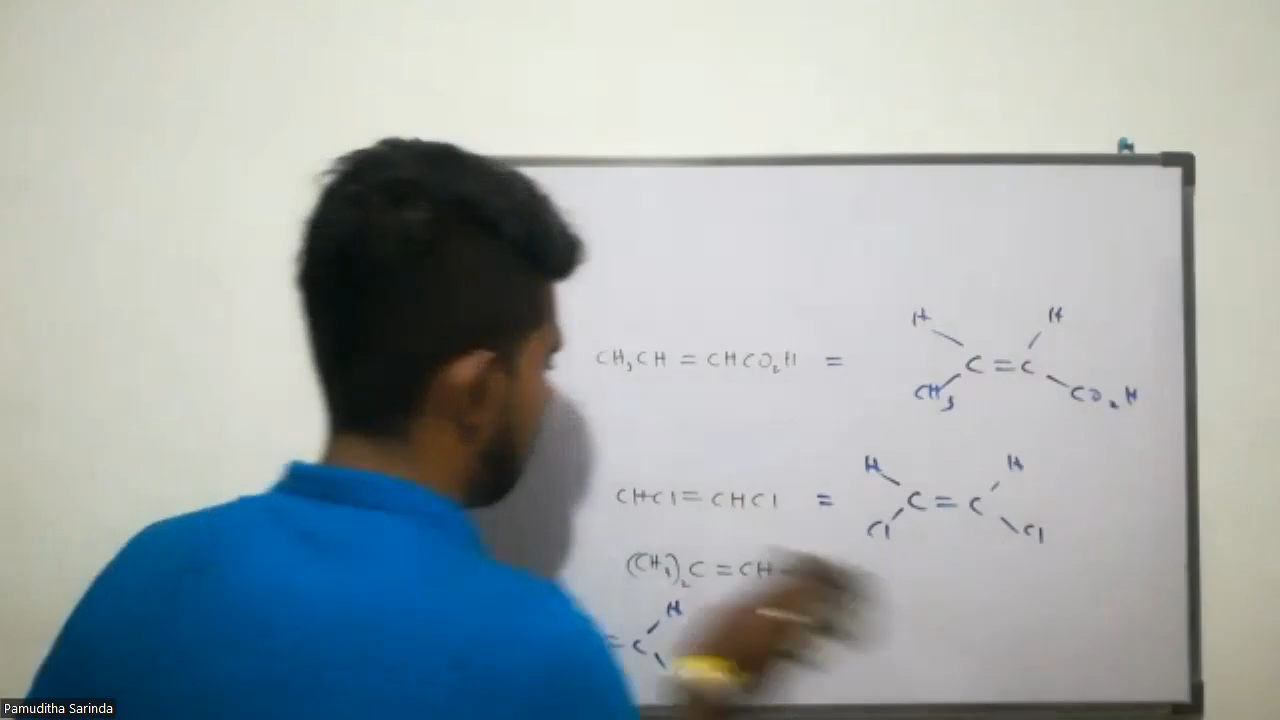 H H
CH₃CH = CHCO₂H = C = C
CH₃ CO₂H
H H
CHCl = CHCl = C = C
Cl Cl
(CH₃)₂C = CH
H
= C
Pamuditha Sarinda